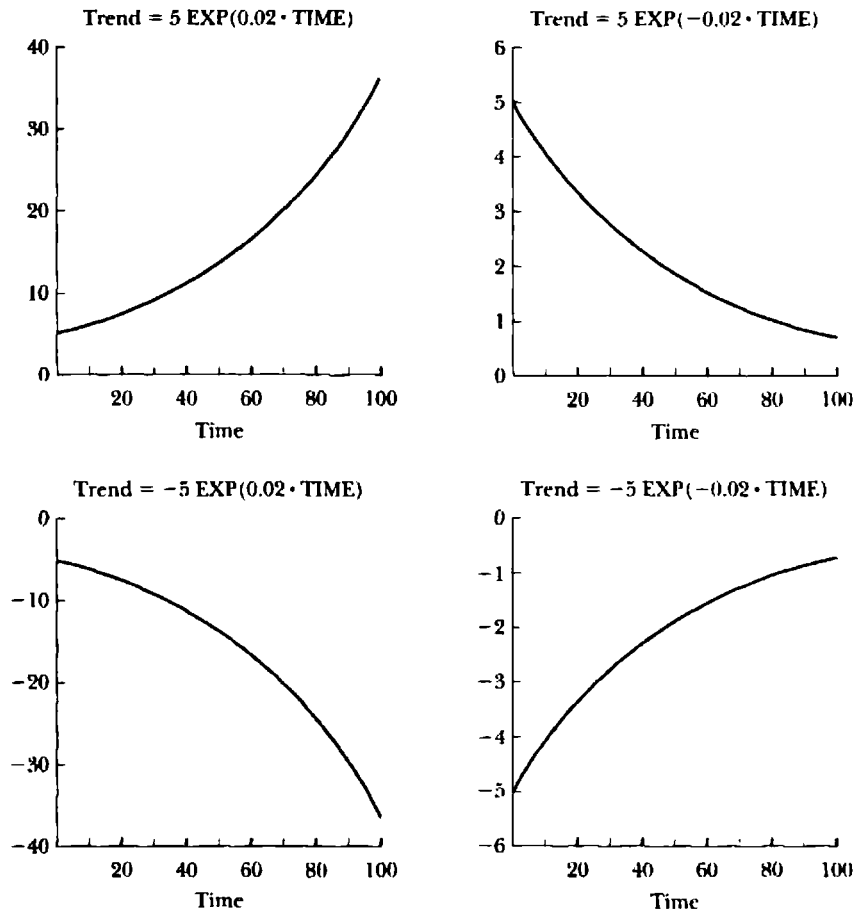 Trend = 5 EXP(0.02 · TIME)
40
30
20
10
0
20 40 60 80 100
Time
Trend = 5 EXP(−0.02 · TIME)
6
5
4
3
2
1
0
20 40 60 80 100
Time
Trend = −5 EXP(0.02 · TIME)
0
−10
−20
−30
−40
20 40 60 80 100
Time
Trend = −5 EXP(−0.02 · TIME)
0
−1
−2
−3
−4
−5
−6
20 40 60 80 100
Time